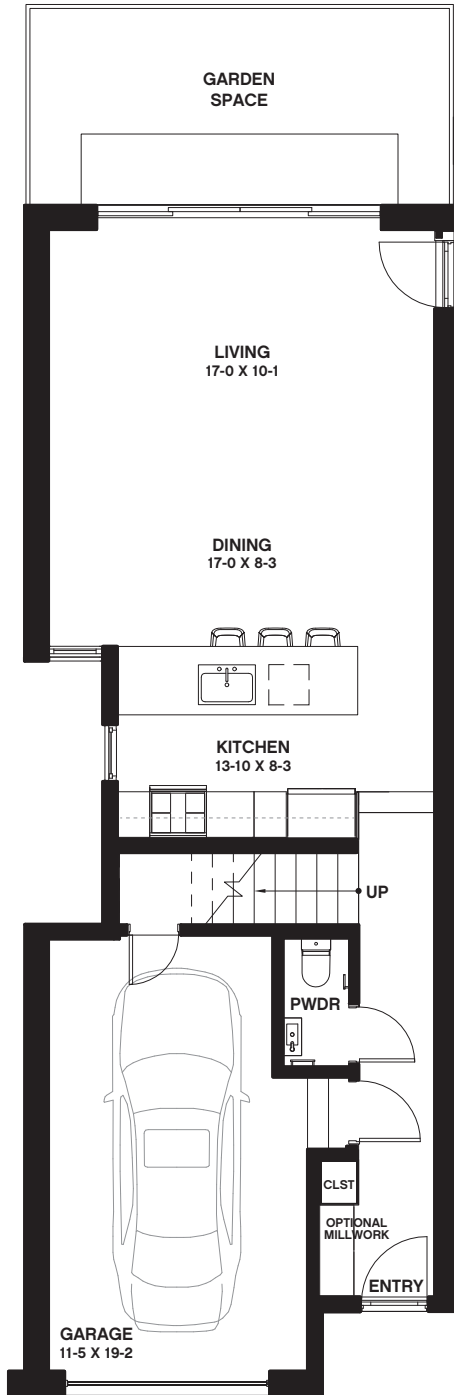 GARDEN
SPACE
LIVING
17-0 X 10-1
DINING
17-0 X 8-3
KITCHEN
13-10 X 8-3
UP
PWDR
CLST
OPTIONAL
MILLWORK
ENTRY
GARAGE
11-5 X 19-2